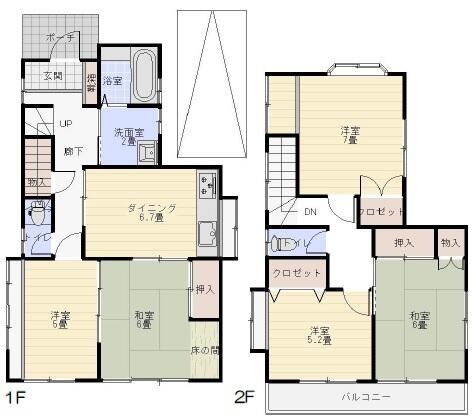 ポーチ
玄関
押棚
浴室
UP
洗面室
2畳
廊下
物入
トイレ
ダイニング
6.7畳
洋室
6畳
和室
6畳
押入
床の間
1F
洋室
7畳
DN
クロゼット
トイレ
押入
物入
クロゼット
洋室
5.2畳
和室
6畳
バルコニー
2F